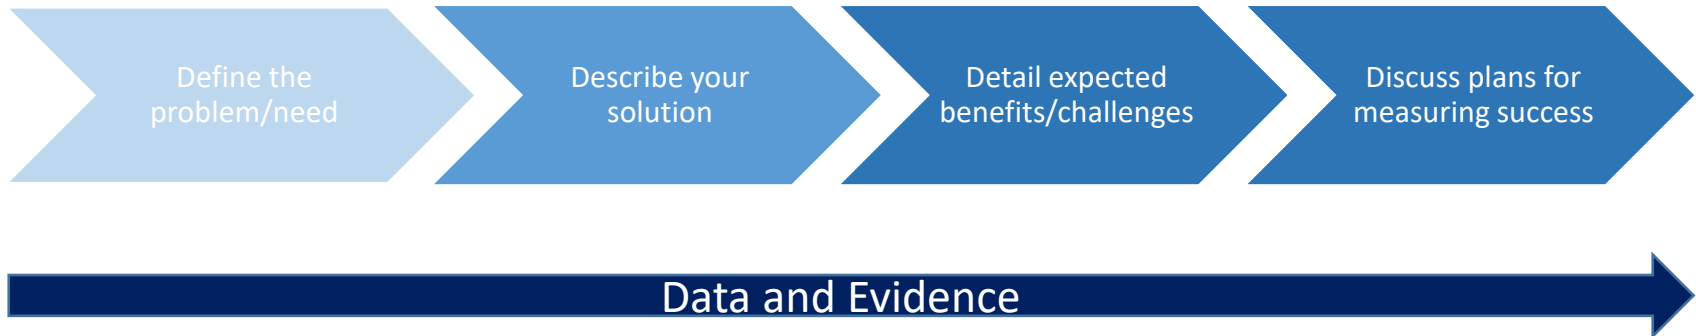 Define the
problem/need
Describe your
solution
Detail expected
benefits/challenges
Discuss plans for
measuring success
Data and Evidence